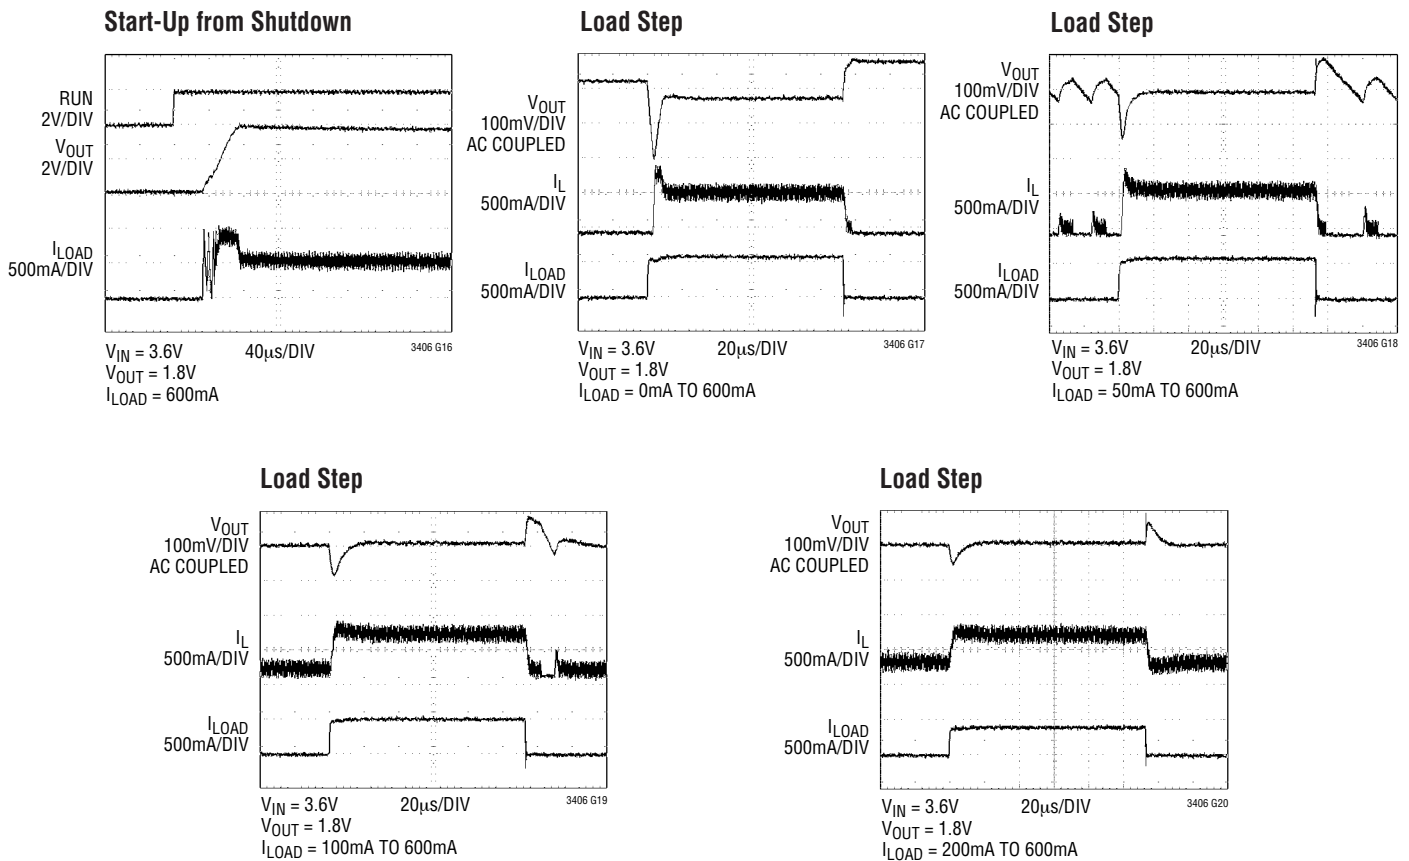 Start-Up from Shutdown
RUN
2V/DIV
VOUT
2V/DIV
ILOAD
500mA/DIV
VIN = 3.6V
VOUT = 1.8V
ILOAD = 600mA
40µs/DIV
3406 G16
Load Step
VOUT
100mV/DIV
AC COUPLED
IL
500mA/DIV
ILOAD
500mA/DIV
VIN = 3.6V
VOUT = 1.8V
ILOAD = 0mA TO 600mA
20µs/DIV
3406 G17
Load Step
VOUT
100mV/DIV
AC COUPLED
IL
500mA/DIV
ILOAD
500mA/DIV
VIN = 3.6V
VOUT = 1.8V
ILOAD = 50mA TO 600mA
20µs/DIV
3406 G18
Load Step
VOUT
100mV/DIV
AC COUPLED
IL
500mA/DIV
ILOAD
500mA/DIV
VIN = 3.6V
VOUT = 1.8V
ILOAD = 100mA TO 600mA
20µs/DIV
3406 G19
Load Step
VOUT
100mV/DIV
AC COUPLED
IL
500mA/DIV
ILOAD
500mA/DIV
VIN = 3.6V
VOUT = 1.8V
ILOAD = 200mA TO 600mA
20µs/DIV
3406 G20